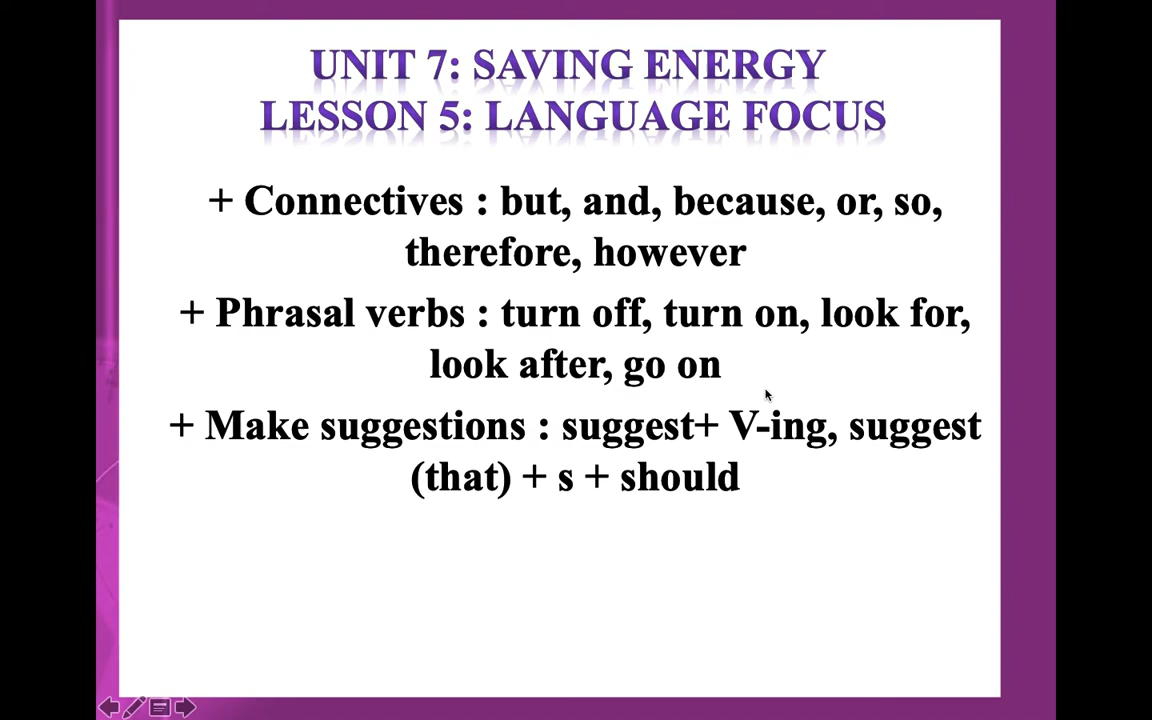 UNIT 7: SAVING ENERGY
LESSON 5: LANGUAGE FOCUS
+ Connectives : but, and, because, or, so,
therefore, however
+ Phrasal verbs : turn off, turn on, look for,
look after, go on
+ Make suggestions : suggest+ V-ing, suggest
(that) + s + should